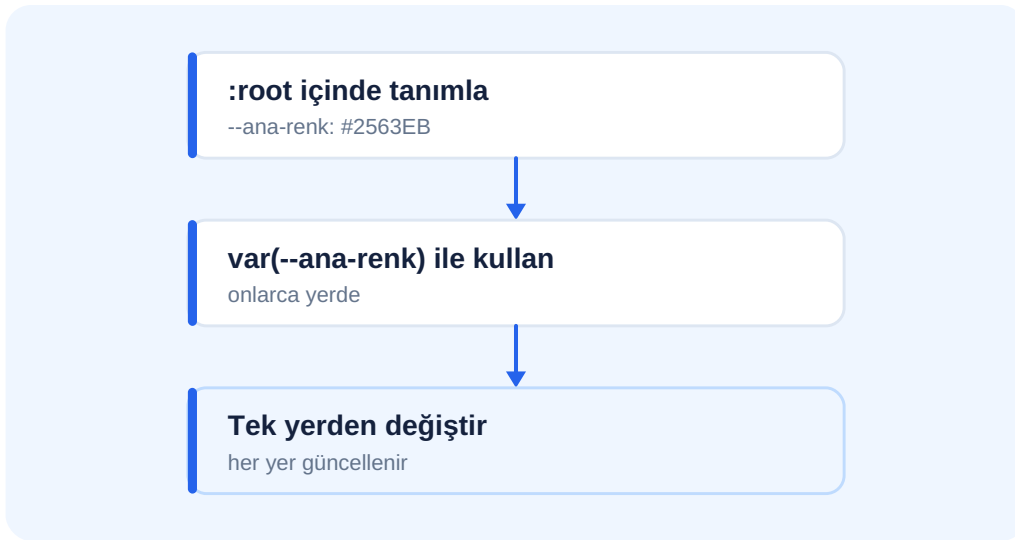 :root içinde tanımla
--ana-renk: #2563EB
var(--ana-renk) ile kullan
onlarca yerde
Tek yerden değiştir
her yer güncellenir